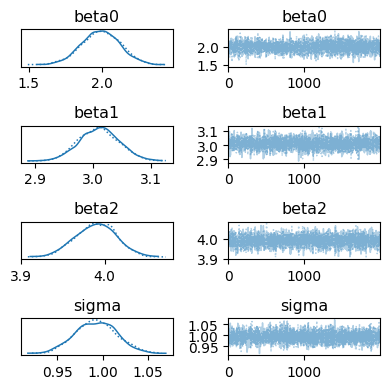 beta0 beta0
2.0
1.5
1.5 2.0 0 1000
beta1 beta1
3.1
3.0
2.9
2.9 3.0 3.1 0 1000
beta2 beta2
4.0
3.9
3.9 4.0 0 1000
sigma sigma
1.05
1.00
0.95
0.95 1.00 1.05 0 1000